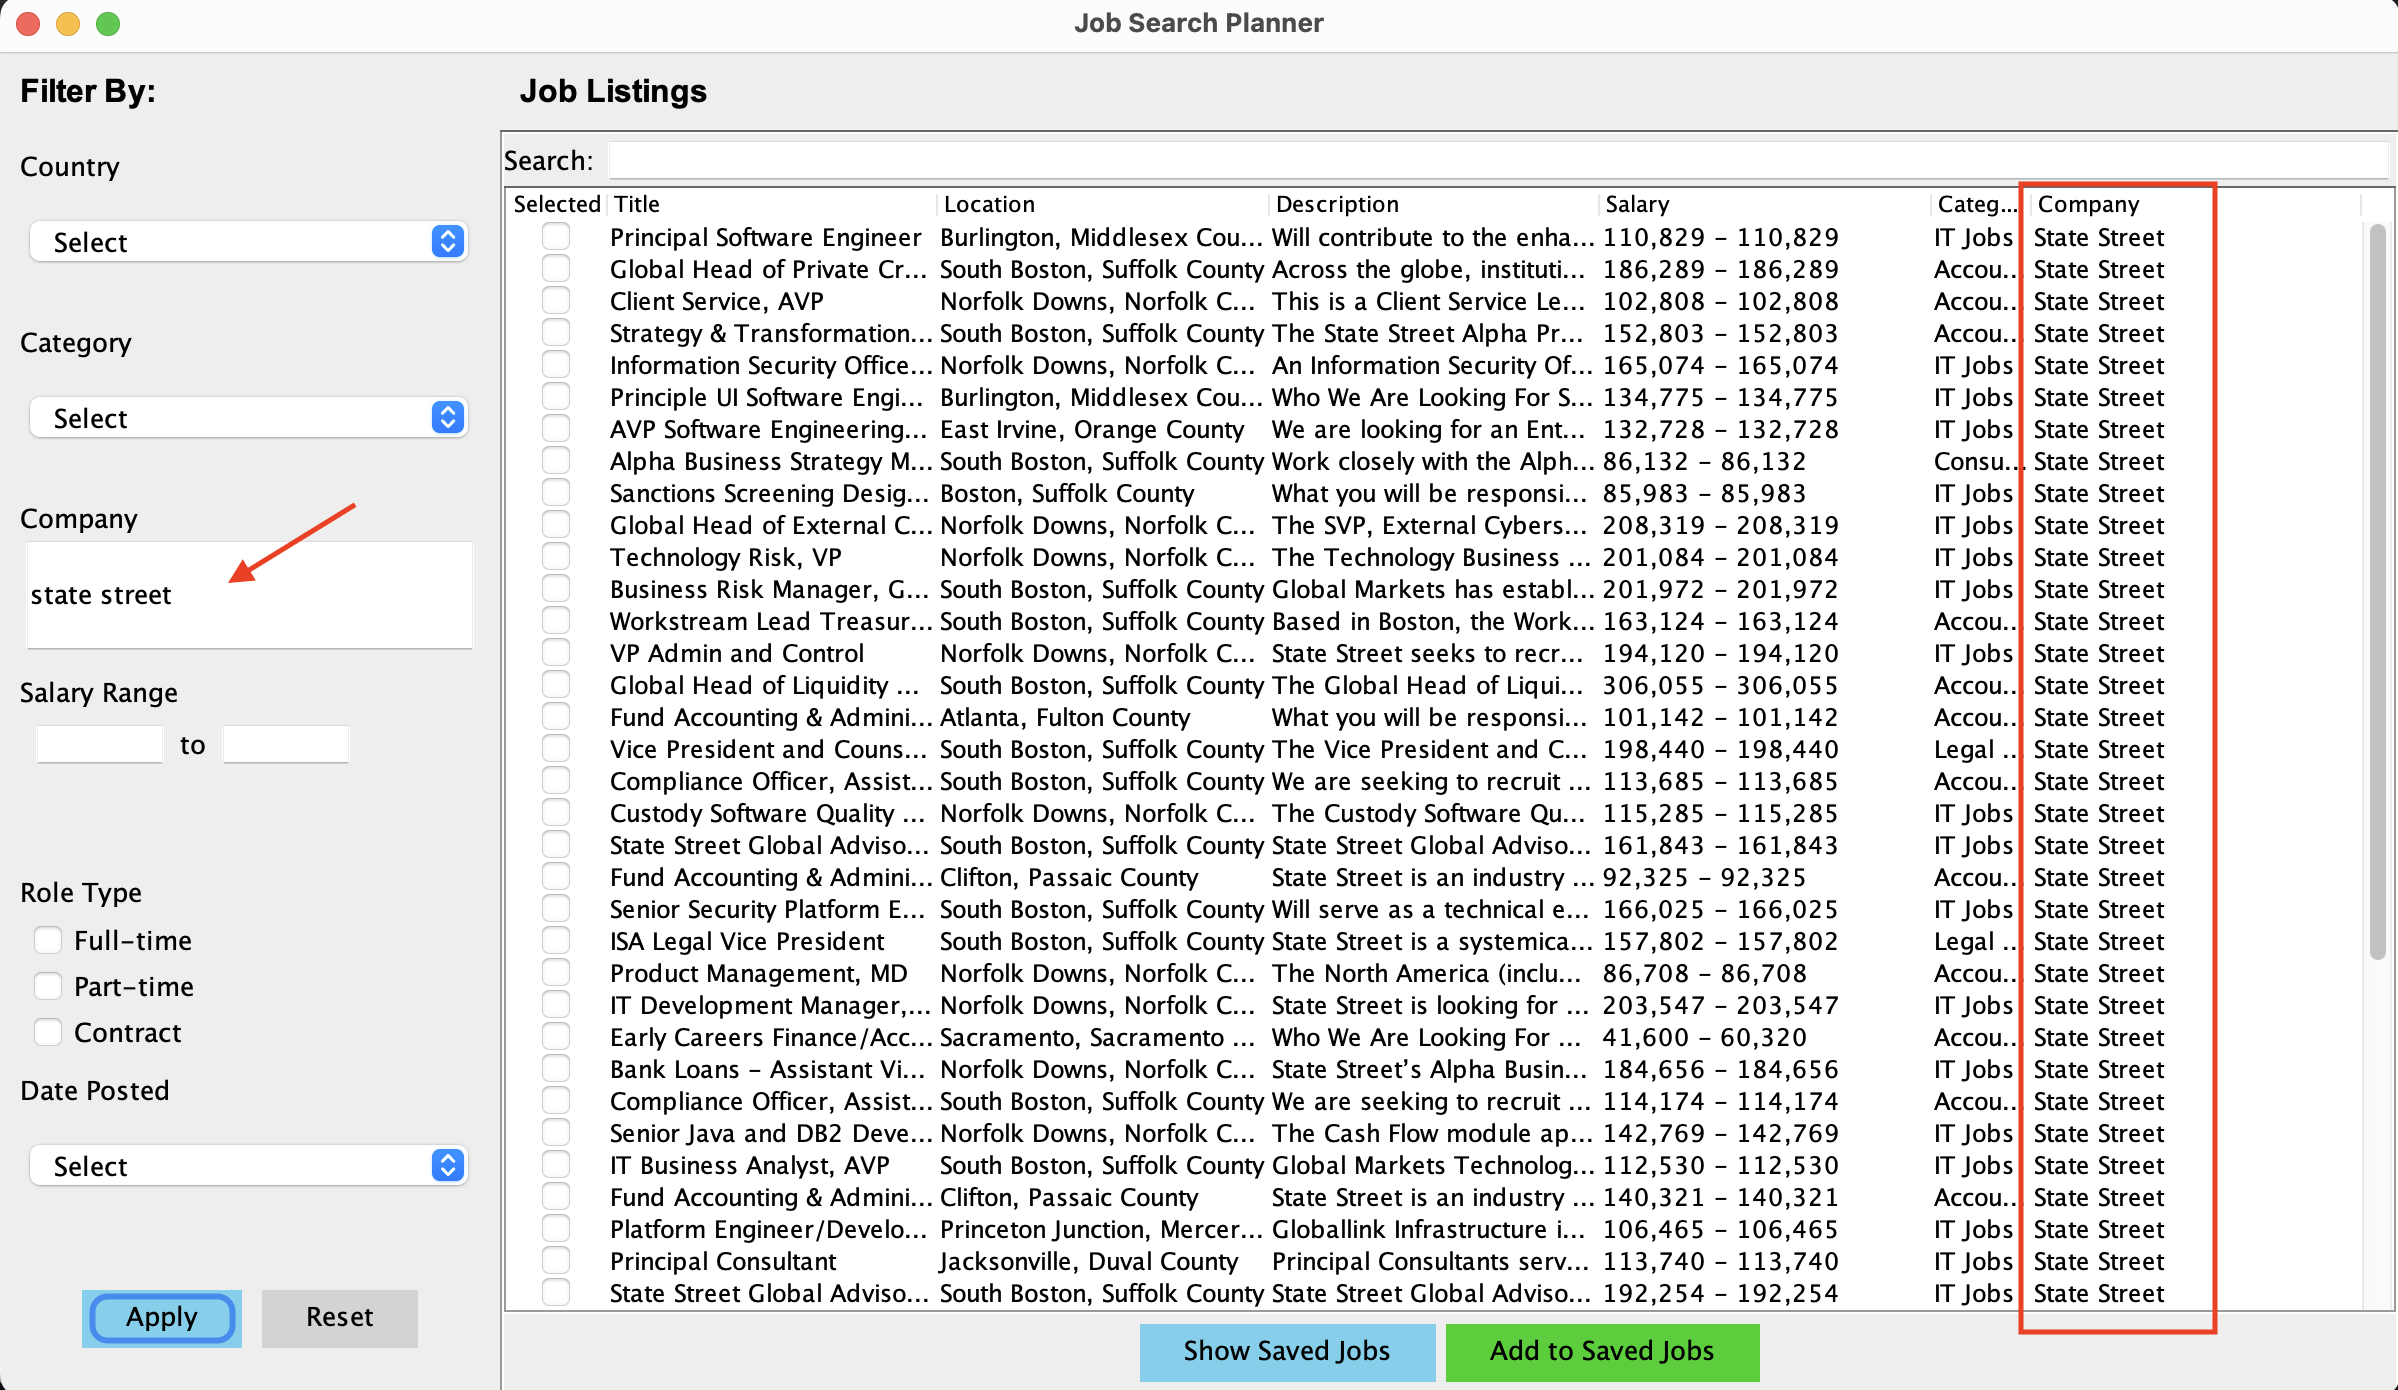 Job Search Planner
Filter By:
Country
Select
Category
Select
Company
state street
Salary Range
to
Role Type
Full-time
Part-time
Contract
Date Posted
Select
Apply Reset
Job Listings
Search:
Selected Title Location Description Salary Categ... Company
Principal Software Engineer Burlington, Middlesex Cou... Will contribute to the enha... 110,829 - 110,829 IT Jobs State Street
Global Head of Private Cr... South Boston, Suffolk County Across the globe, instituti... 186,289 - 186,289 Accou... State Street
Client Service, AVP Norfolk Downs, Norfolk C... This is a Client Service Le... 102,808 - 102,808 Accou... State Street
Strategy & Transformation... South Boston, Suffolk County The State Street Alpha Pr... 152,803 - 152,803 Accou... State Street
Information Security Office... Norfolk Downs, Norfolk C... An Information Security Of... 165,074 - 165,074 IT Jobs State Street
Principle UI Software Engi... Burlington, Middlesex Cou... Who We Are Looking For S... 134,775 - 134,775 IT Jobs State Street
AVP Software Engineering... East Irvine, Orange County We are looking for an Ent... 132,728 - 132,728 IT Jobs State Street
Alpha Business Strategy M... South Boston, Suffolk County Work closely with the Alph... 86,132 - 86,132 Consu... State Street
Sanctions Screening Desig... Boston, Suffolk County What you will be responsi... 85,983 - 85,983 IT Jobs State Street
Global Head of External C... Norfolk Downs, Norfolk C... The SVP, External Cybers... 208,319 - 208,319 IT Jobs State Street
Technology Risk, VP Norfolk Downs, Norfolk C... The Technology Business ... 201,084 - 201,084 IT Jobs State Street
Business Risk Manager, G... South Boston, Suffolk County Global Markets has establ... 201,972 - 201,972 IT Jobs State Street
Workstream Lead Treasur... South Boston, Suffolk County Based in Boston, the Work... 163,124 - 163,124 Accou... State Street
VP Admin and Control Norfolk Downs, Norfolk C... State Street seeks to recr... 194,120 - 194,120 IT Jobs State Street
Global Head of Liquidity ... South Boston, Suffolk County The Global Head of Liqui... 306,055 - 306,055 Accou... State Street
Fund Accounting & Admini... Atlanta, Fulton County What you will be responsi... 101,142 - 101,142 Accou... State Street
Vice President and Couns... South Boston, Suffolk County The Vice President and C... 198,440 - 198,440 Legal ... State Street
Compliance Officer, Assist... South Boston, Suffolk County We are seeking to recruit ... 113,685 - 113,685 Accou... State Street
Custody Software Quality ... Norfolk Downs, Norfolk C... The Custody Software Qu... 115,285 - 115,285 IT Jobs State Street
State Street Global Adviso... South Boston, Suffolk County State Street Global Adviso... 161,843 - 161,843 IT Jobs State Street
Fund Accounting & Admini... Clifton, Passaic County State Street is an industry ... 92,325 - 92,325 Accou... State Street
Senior Security Platform E... South Boston, Suffolk County Will serve as a technical e... 166,025 - 166,025 IT Jobs State Street
ISA Legal Vice President South Boston, Suffolk County State Street is a systemica... 157,802 - 157,802 Legal ... State Street
Product Management, MD Norfolk Downs, Norfolk C... The North America (inclu... 86,708 - 86,708 Accou... State Street
IT Development Manager,... Norfolk Downs, Norfolk C... State Street is looking for ... 203,547 - 203,547 IT Jobs State Street
Early Careers Finance/Acc... Sacramento, Sacramento ... Who We Are Looking For ... 41,600 - 60,320 Accou... State Street
Bank Loans - Assistant Vi... Norfolk Downs, Norfolk C... State Street’s Alpha Busin... 184,656 - 184,656 IT Jobs State Street
Compliance Officer, Assist... South Boston, Suffolk County We are seeking to recruit ... 114,174 - 114,174 Accou... State Street
Senior Java and DB2 Deve... Norfolk Downs, Norfolk C... The Cash Flow module ap... 142,769 - 142,769 IT Jobs State Street
IT Business Analyst, AVP South Boston, Suffolk County Global Markets Technolog... 112,530 - 112,530 IT Jobs State Street
Fund Accounting & Admini... Clifton, Passaic County State Street is an industry ... 140,321 - 140,321 Accou... State Street
Platform Engineer/Develo... Princeton Junction, Mercer... Globallink Infrastructure i... 106,465 - 106,465 IT Jobs State Street
Principal Consultant Jacksonville, Duval County Principal Consultants serv... 113,740 - 113,740 IT Jobs State Street
State Street Global Adviso... South Boston, Suffolk County State Street Global Adviso... 192,254 - 192,254 IT Jobs State Street
Show Saved Jobs Add to Saved Jobs